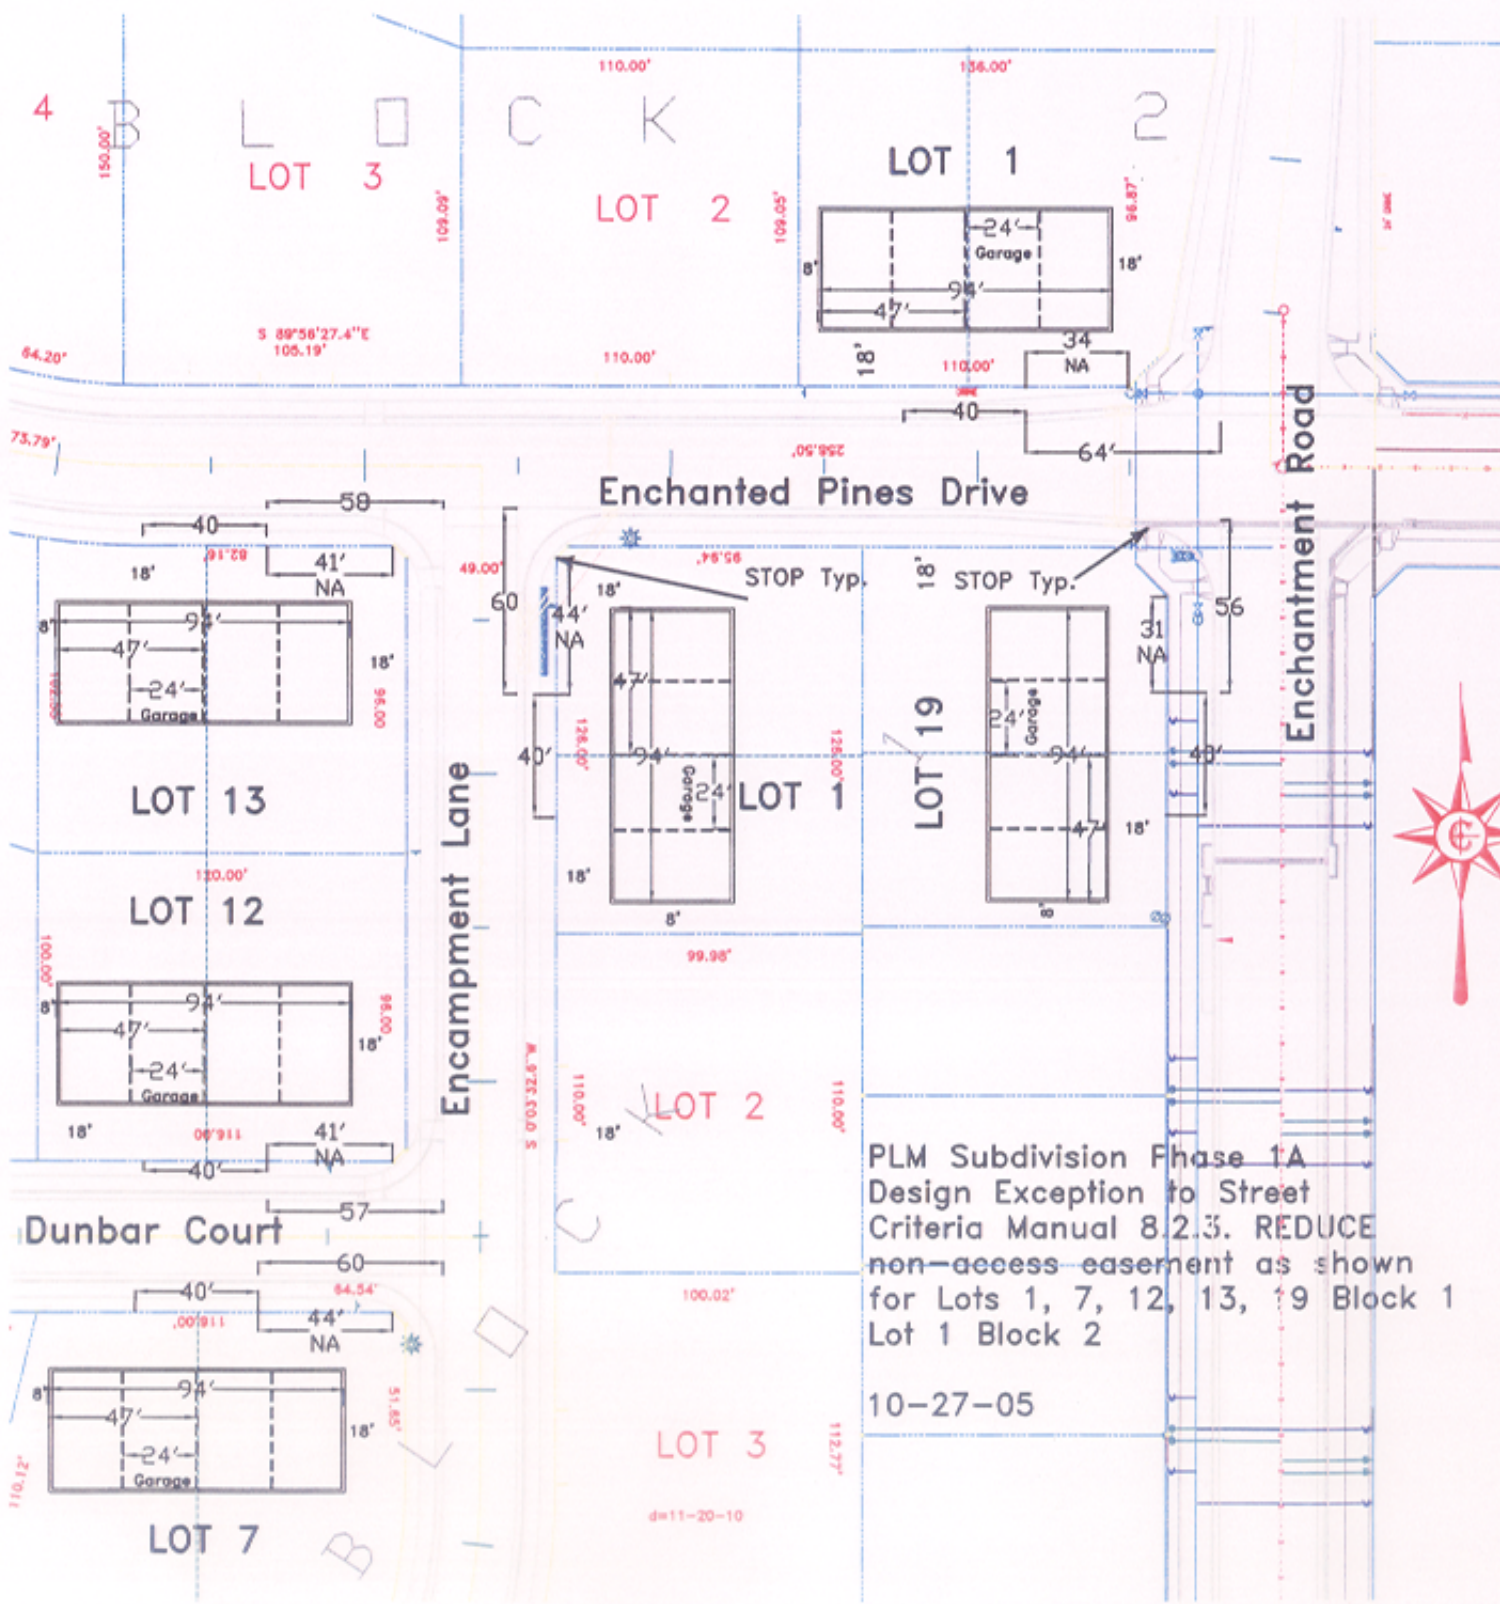 110.00'
136.00'
4
B L O C K 2
150.00'
LOT 1
LOT 3
LOT 2
109.09'
109.05'
96.87'
24'
Garage
8'
18'
94'
47'
S 89°56'27.4"E
105.19'
64.20'
110.00'
18'
110.00'
34
NA
40
64'
73.79'
258.50'
Enchanted Pines Drive
Enchantment Road
58
40
82.16
41'
NA
18'
49.00'
60
44'
NA
95.94'
STOP Typ.
18'
18'
STOP Typ.
56
31
NA
8'
94'
47'
18'
24'
Garage
96.00
47'
94'
24'
Garage
40'
128.00'
125.00'
24'
Garage
94'
47'
18'
40'
LOT 13
LOT 1
LOT 19
Encampment Lane
18'
8'
8'
120.00'
LOT 12
100.00'
99.98'
8'
94'
47'
96.00
18'
24'
Garage
S 0°03'32.6"W
110.00'
110.00'
LOT 2
18'
18'
116.00
41'
NA
40'
57
Dunbar Court
60
40'
64.54'
116.00'
44'
NA
100.02'
PLM Subdivision Phase 1A
Design Exception to Street
Criteria Manual 8.2.3. REDUCE
non-access easement as shown
for Lots 1, 7, 12, 13, 19 Block 1
Lot 1 Block 2
10-27-05
8'
94'
47'
51.65'
18'
24'
Garage
110.12'
LOT 3
112.77'
d=11-20-10
LOT 7
B L O C K